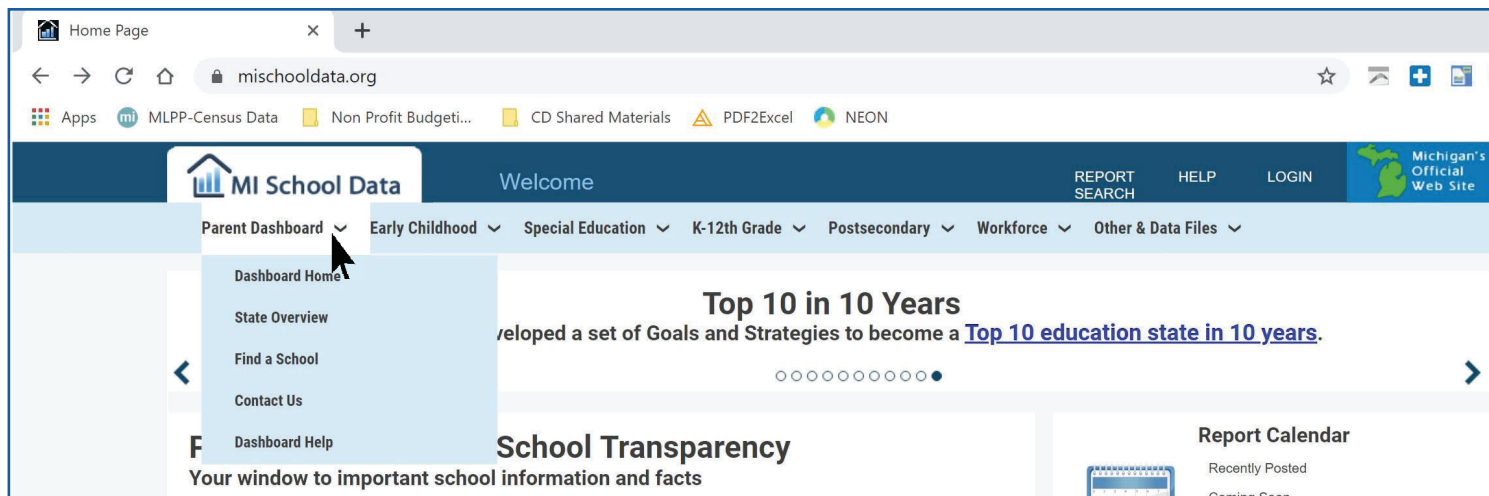 Home Page
mischooldata.org
Apps mi MLPP-Census Data Non Profit Budgeti... CD Shared Materials PDF2Excel NEON
MI School Data
Welcome
REPORT SEARCH HELP LOGIN
Michigan's
Official
Web Site
Parent Dashboard Early Childhood Special Education K-12th Grade Postsecondary Workforce Other & Data Files
Dashboard Home
State Overview
Find a School
Contact Us
Dashboard Help
Top 10 in 10 Years
eloped a set of Goals and Strategies to become a Top 10 education state in 10 years.
School Transparency
Your window to important school information and facts
Report Calendar
Recently Posted
Coming Soon